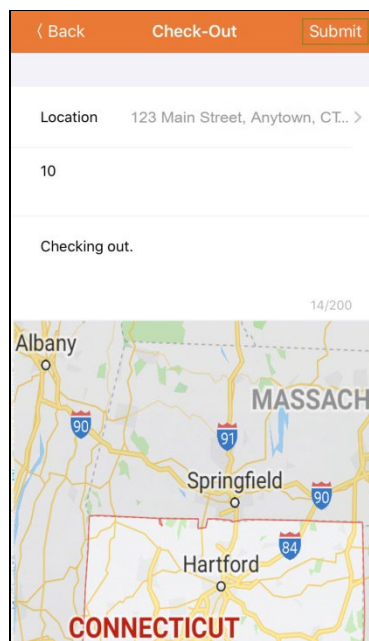 Back Check-Out Submit
Location 123 Main Street, Anytown, CT...
10
Checking out.
14/200
Albany
MASSACH
90
91
Springfield
90
84
Hartford
CONNECTICUT